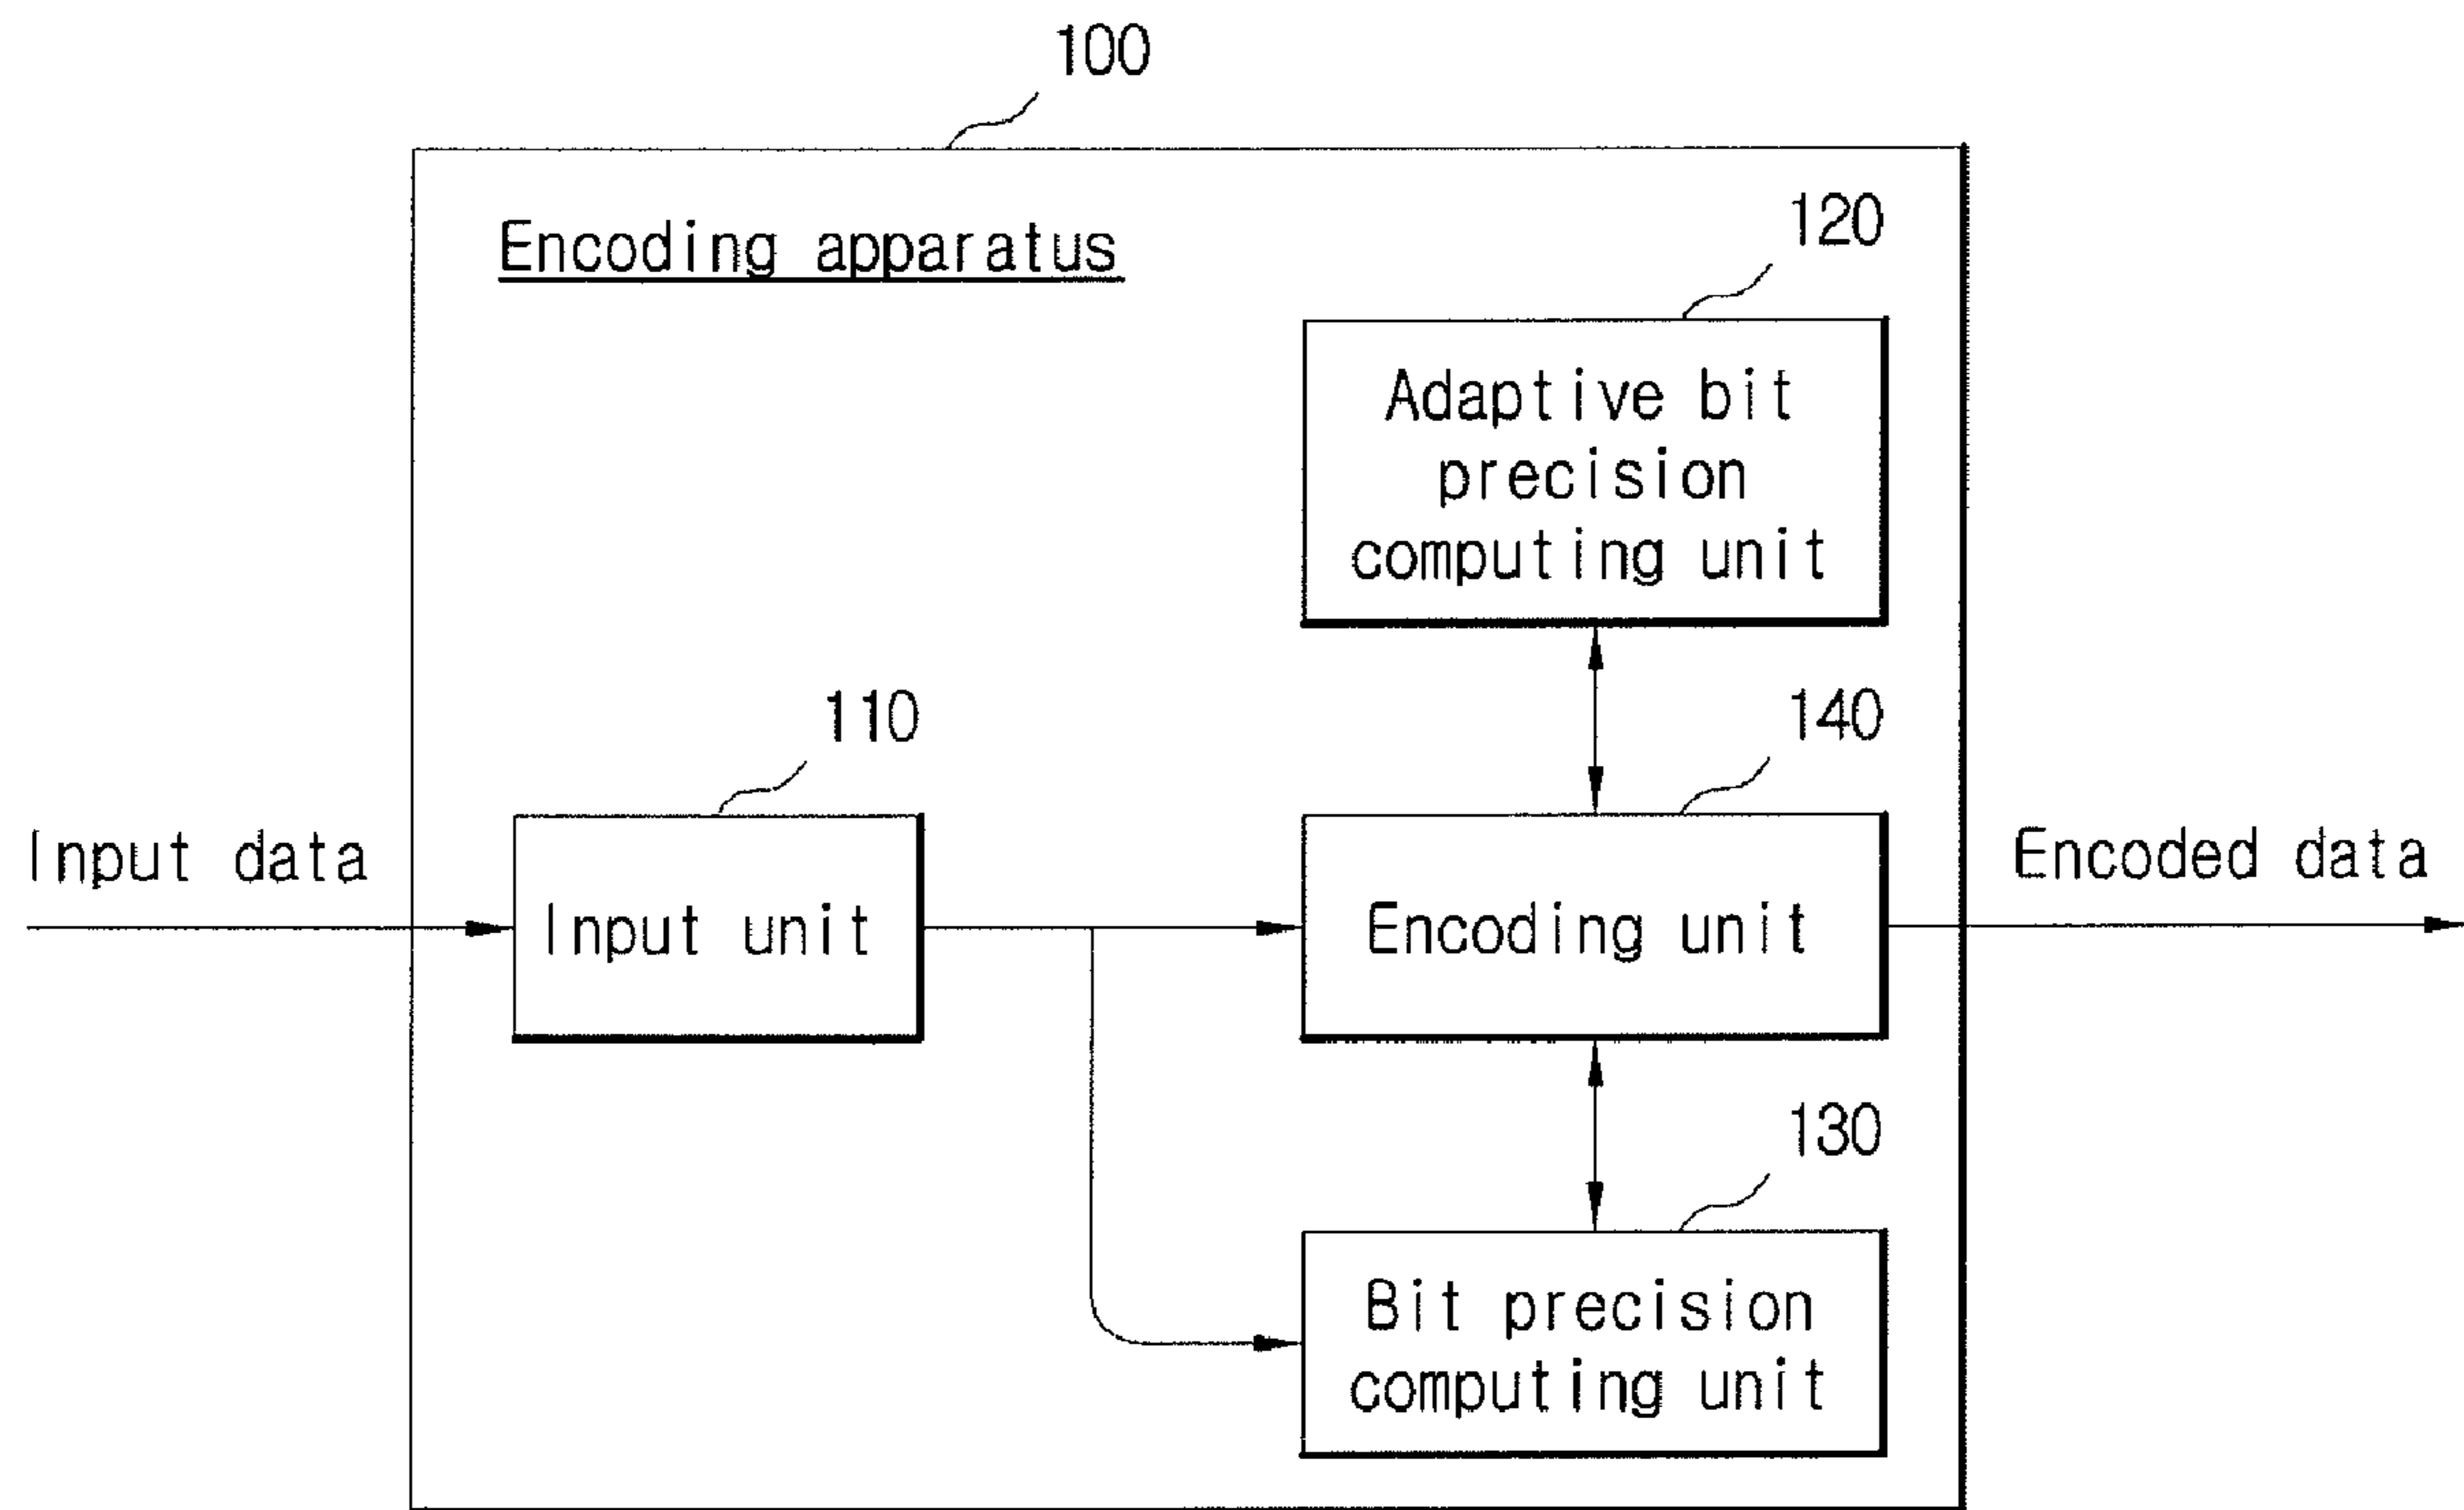 100
Encoding apparatus
120
Adaptive bit
precision
computing unit
110
140
Input data
Input unit
Encoding unit
Encoded data
130
Bit precision
computing unit